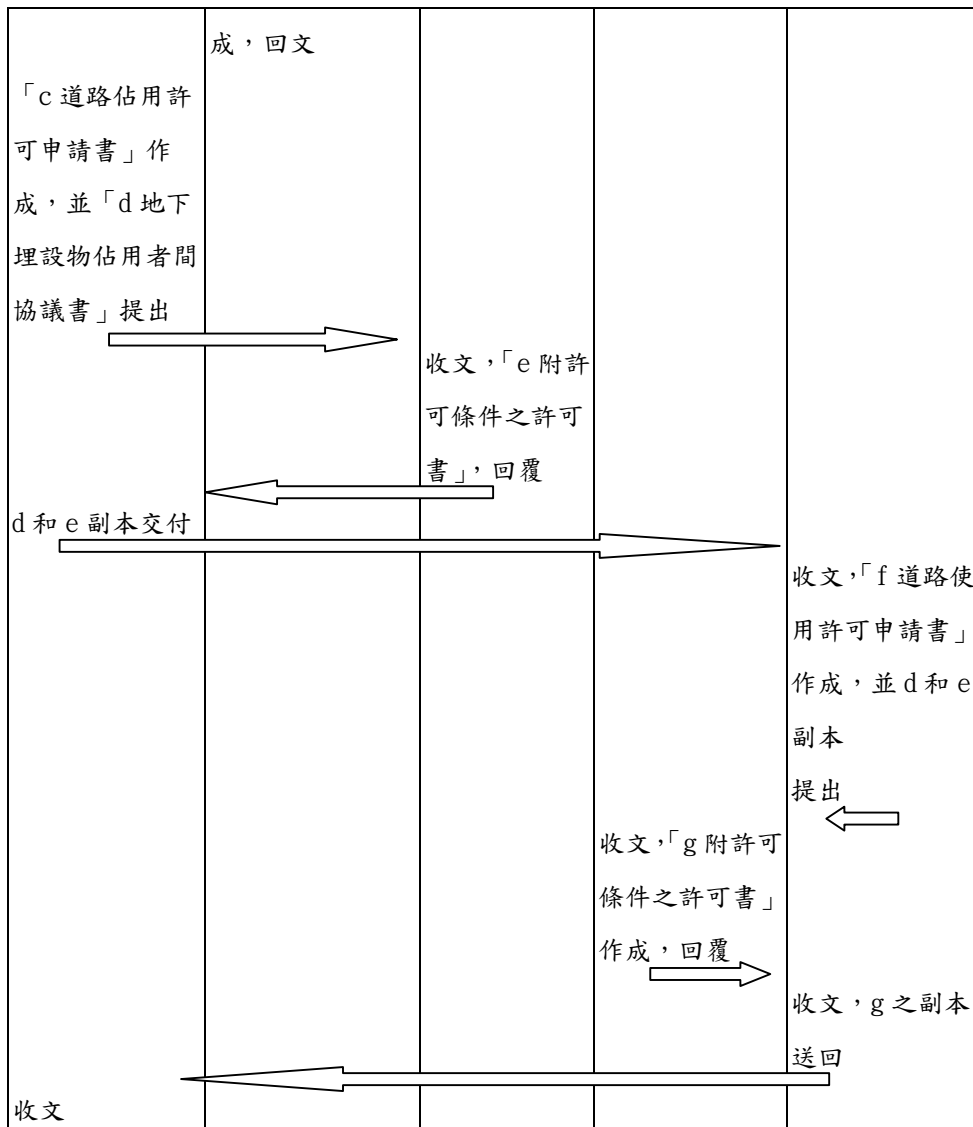 成，回文
「c 道路佔用許
可申請書」作
成，並「d 地下
埋設物佔用者間
協議書」提出
收文，「e 附許
可條件之許可
書」，回覆
d 和 e 副本交付
收文，「f 道路使
用許可申請書」
作成，並 d 和 e
副本
提出
收文，「g 附許可
條件之許可書」
作成，回覆
收文，g 之副本
送回
收文